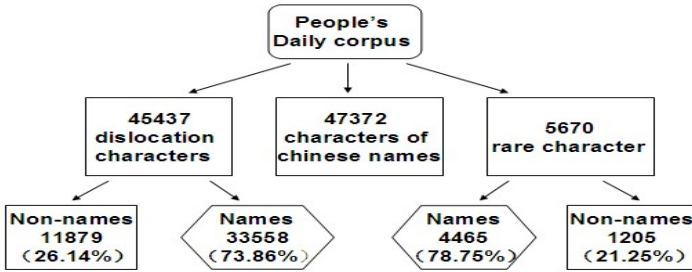 People's
Daily corpus
45437
dislocation
characters
47372
characters of
chinese names
5670
rare character
Non-names
11879
(26.14%)
Names
33558
(73.86%)
Names
4465
(78.75%)
Non-names
1205
(21.25%)